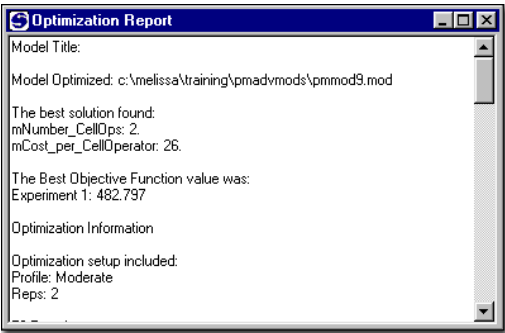 Optimization Report
Model Title:
Model Optimized: c:\melissa\training\pmadvmods\pmmod9.mod
The best solution found:
mNumber_CellOps: 2.
mCost_per_CellOperator: 26.
The Best Objective Function value was:
Experiment 1: 482.797
Optimization Information
Optimization setup included:
Profile: Moderate
Reps: 2